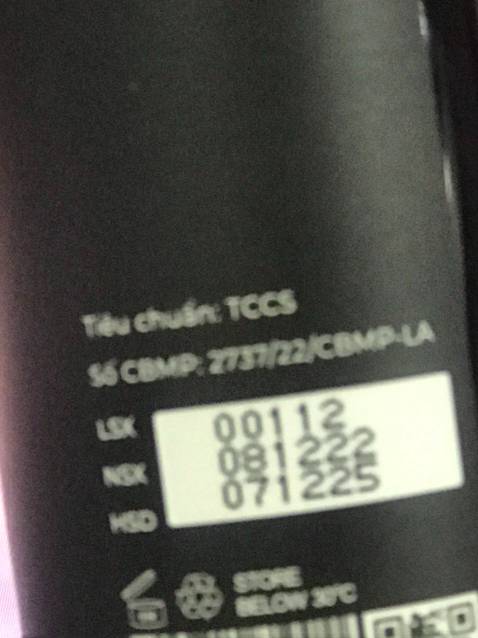 Tiêu chuẩn: TCCS
Số CBMP: 2737/22/CBMP-LA
LSX 00112
NSX 081222
HSD 071225
STORE
BELOW 30°C